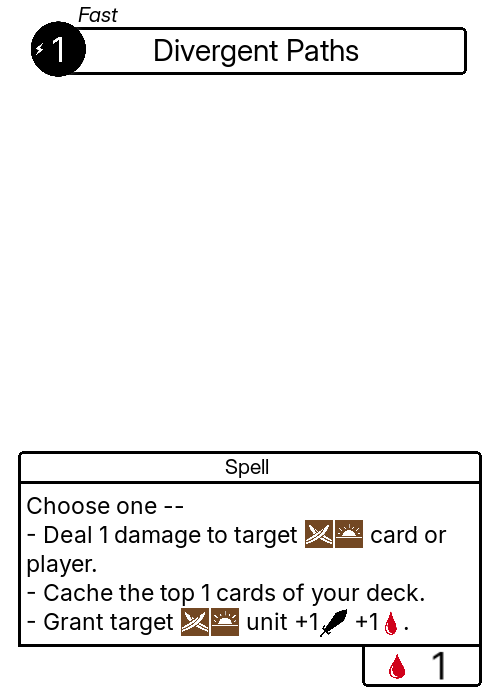 Fast
1
Divergent Paths
Spell
Choose one --
- Deal 1 damage to target card or
player.
- Cache the top 1 cards of your deck.
- Grant target unit +1 +1 .
1